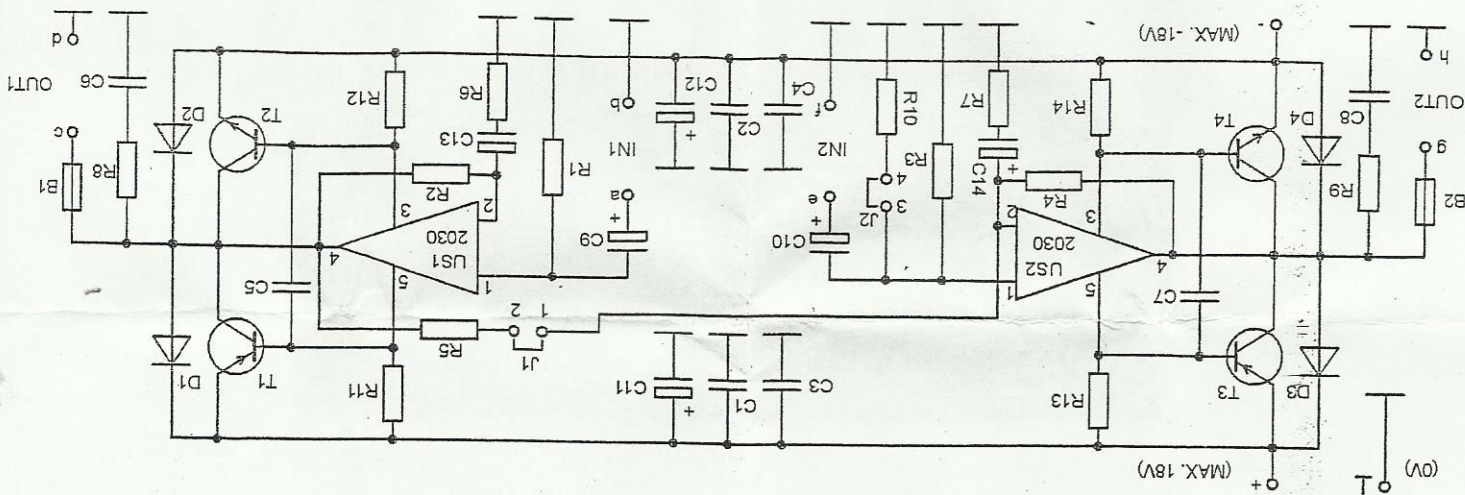 (0V)
+
(MAX. 18V)
D3
T3
R13
C3
C1
+
C11
R11
T1
D1
J1
1
2
R5
C7
5
US2
2030
1
2
3
4
R4
C5
5
US1
2030
1
2
3
4
R2
B2
g
R9
C8
OUT2
h
D4
T4
R14
C14
+
R7
J2
3
4
R10
R3
C10
+
e
IN2
f
C4
C2
C12
+
C9
+
a
IN1
b
R1
C13
R6
R12
T2
D2
R8
C6
B1
c
OUT1
d
-
(MAX. -18V)